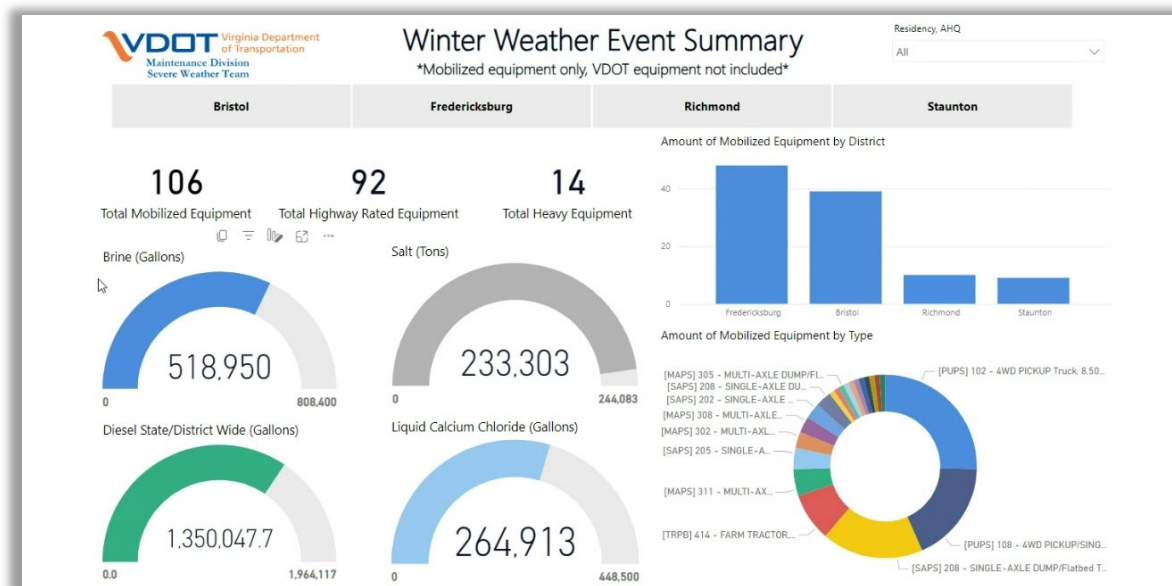 VDOT
Virginia Department
of Transportation
Maintenance Division
Severe Weather Team
Winter Weather Event Summary
*Mobilized equipment only, VDOT equipment not included*
Residency, AHQ
All
Bristol
Fredericksburg
Richmond
Staunton
106
Total Mobilized Equipment
92
Total Highway Rated Equipment
14
Total Heavy Equipment
Brine (Gallons)
518,950
0
808,400
Salt (Tons)
233,303
0
244,083
Diesel State/District Wide (Gallons)
1,350,047.7
0.0
1,964,117
Liquid Calcium Chloride (Gallons)
264,913
0
448,500
Amount of Mobilized Equipment by District
40
20
0
Fredericksburg
Bristol
Richmond
Staunton
Amount of Mobilized Equipment by Type
[MAPS] 305 - MULTI-AXLE DUMP/Fl...
[SAPS] 208 - SINGLE-AXLE DU...
[SAPS] 202 - SINGLE-AXLE ...
[MAPS] 308 - MULTI-AXLE...
[MAPS] 302 - MULTI-AXL...
[SAPS] 205 - SINGLE-A...
[MAPS] 311 - MULTI-AX...
[TRPB] 414 - FARM TRACTOR,...
[PUPS] 102 - 4WD PICKUP Truck, 8,50...
[PUPS] 108 - 4WD PICKUP/SING...
[SAPS] 208 - SINGLE-AXLE DUMP/Flatbed T...